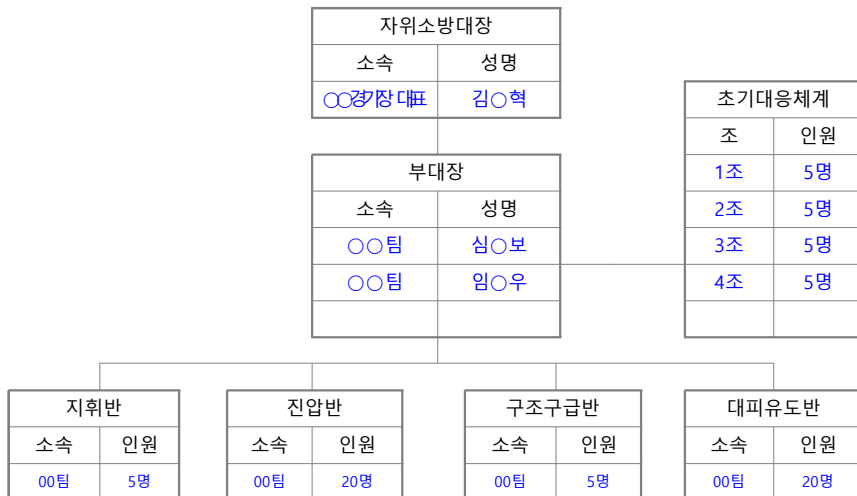 자위소방대장
소속 성명
○○경기장 대표 김○혁
초기대응체계
조 인원
1조 5명
2조 5명
3조 5명
4조 5명
부대장
소속 성명
○○팀 심○보
○○팀 임○우
지휘반
소속 인원
00팀 5명
진압반
소속 인원
00팀 20명
구조구급반
소속 인원
00팀 5명
대피유도반
소속 인원
00팀 20명